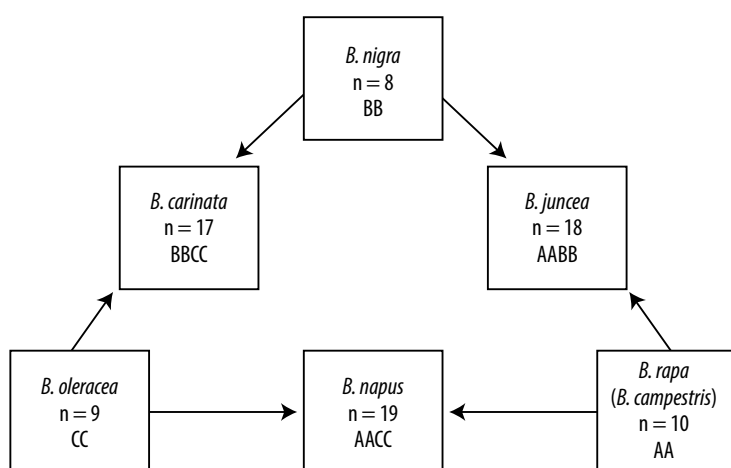 B. nigra
n = 8
BB
B. carinata
n = 17
BBCC
B. juncea
n = 18
AABB
B. oleracea
n = 9
CC
B. napus
n = 19
AACC
B. rapa
(B. campestris)
n = 10
AA